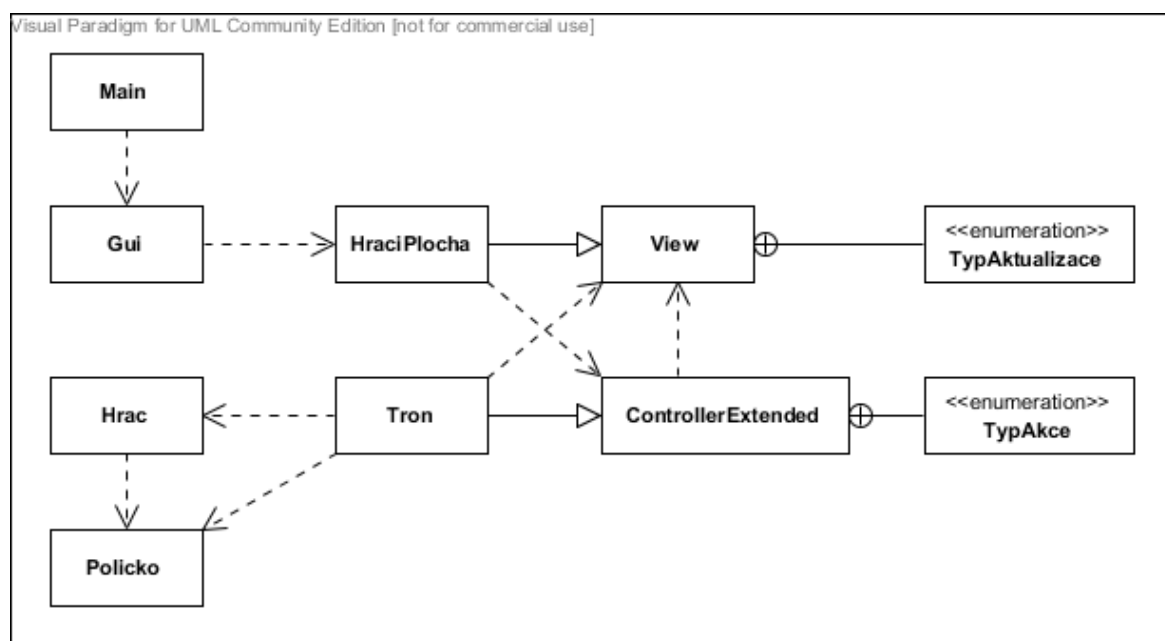 Visual Paradigm for UML Community Edition [not for commercial use]
Main
Gui
HraciPlocha
View
<<enumeration>>
TypAktualizace
Hrac
Tron
ControllerExtended
<<enumeration>>
TypAkce
Policko